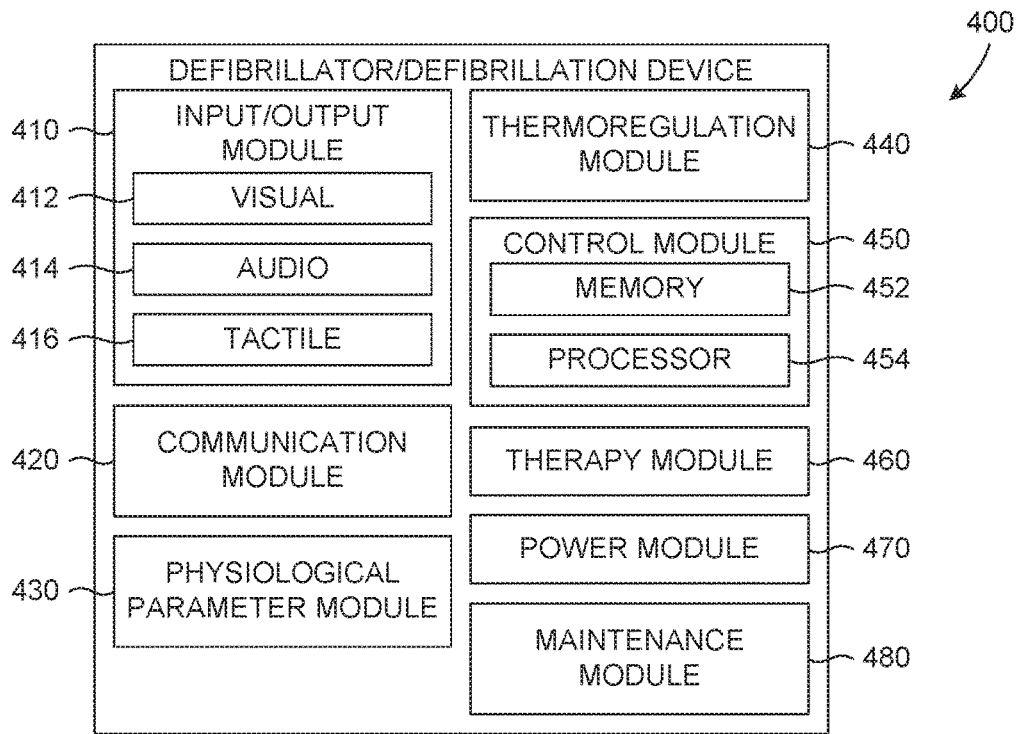 400
DEFIBRILLATOR/DEFIBRILLATION DEVICE
410
INPUT/OUTPUT
MODULE
412
VISUAL
414
AUDIO
416
TACTILE
420
COMMUNICATION
MODULE
430
PHYSIOLOGICAL
PARAMETER MODULE
THERMOREGULATION
MODULE
440
CONTROL MODULE
450
MEMORY
452
PROCESSOR
454
THERAPY MODULE
460
POWER MODULE
470
MAINTENANCE
MODULE
480